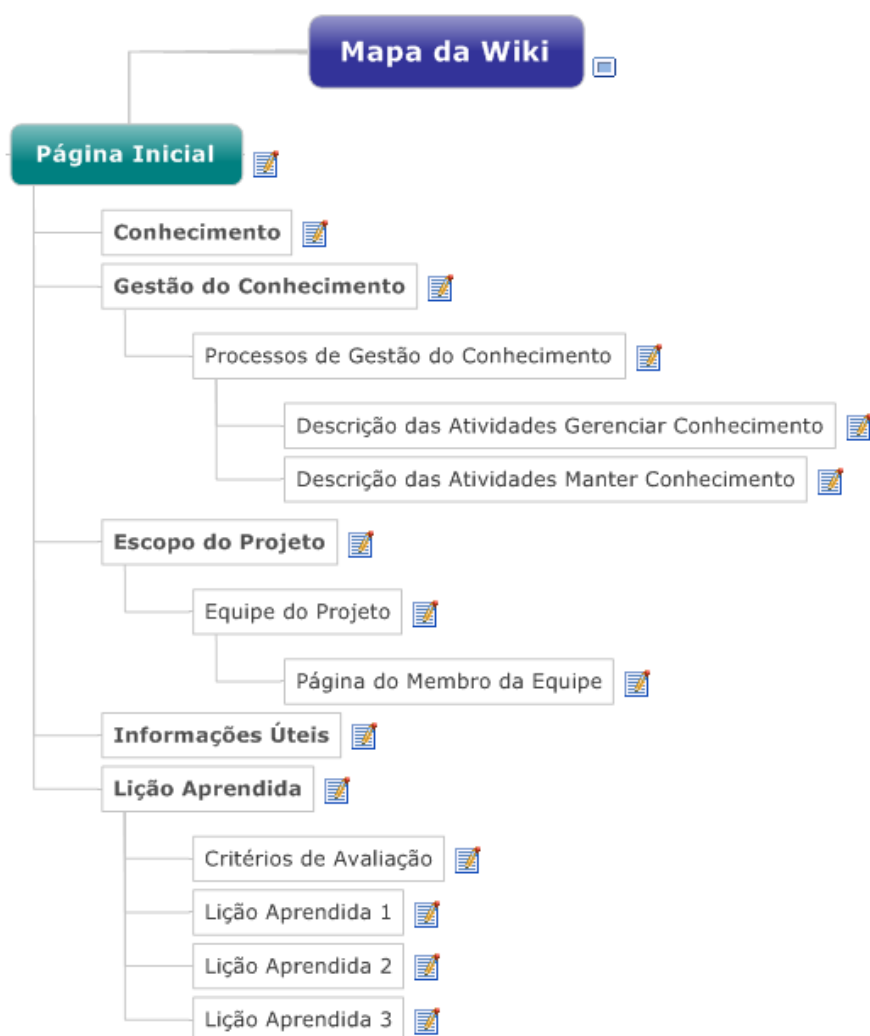 Mapa da Wiki
Página Inicial
Conhecimento
Gestão do Conhecimento
Processos de Gestão do Conhecimento
Descrição das Atividades Gerenciar Conhecimento
Descrição das Atividades Manter Conhecimento
Escopo do Projeto
Equipe do Projeto
Página do Membro da Equipe
Informações Úteis
Lição Aprendida
Critérios de Avaliação
Lição Aprendida 1
Lição Aprendida 2
Lição Aprendida 3